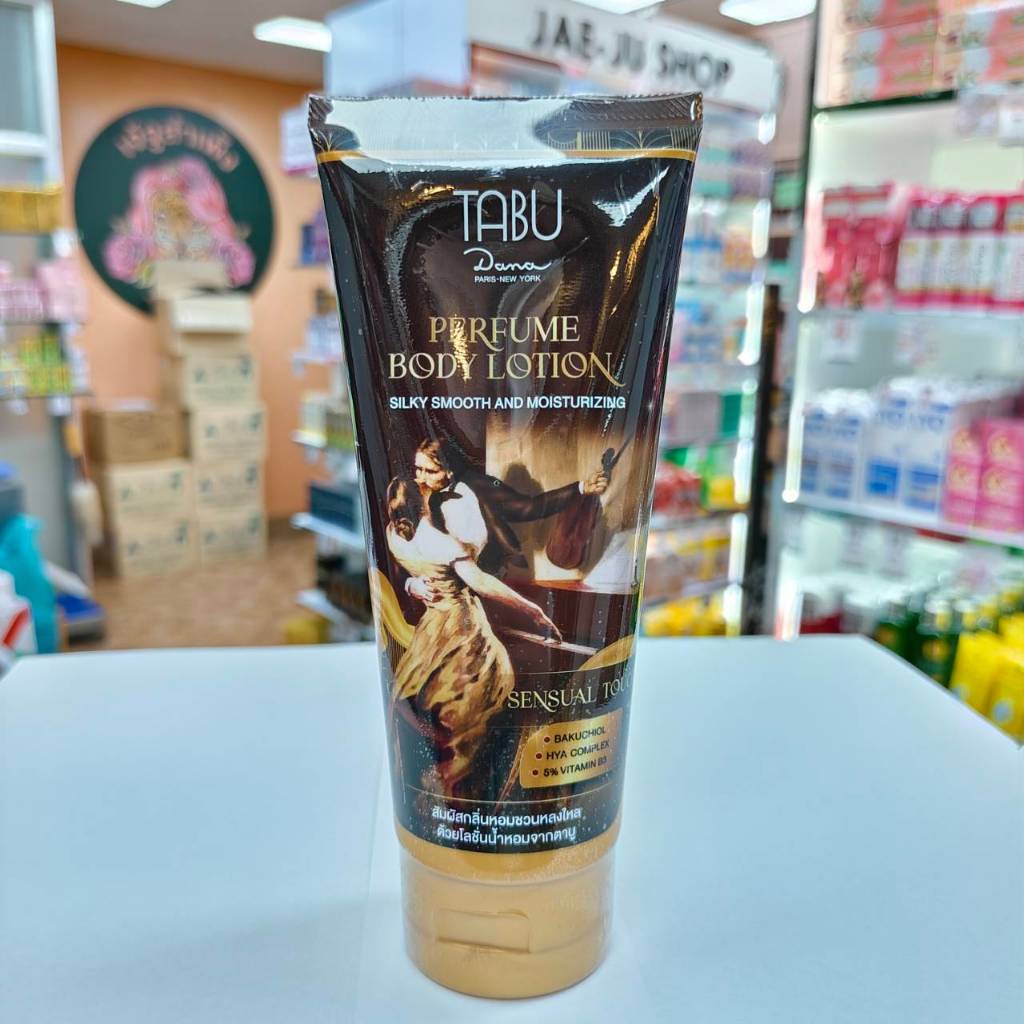 JAE-JU SHOP
TABU
Dana
PARIS-NEW YORK
PERFUME
BODY LOTION
SILKY SMOOTH AND MOISTURIZING
SENSUAL
• BAKUCHIOL
• HYA COMPLEX
• 5% VITAMIN B3
สัมผัสกลิ่นหอมชวนหลงใหล
ด้วยโลชั่นน้ำหอมจากตาบู